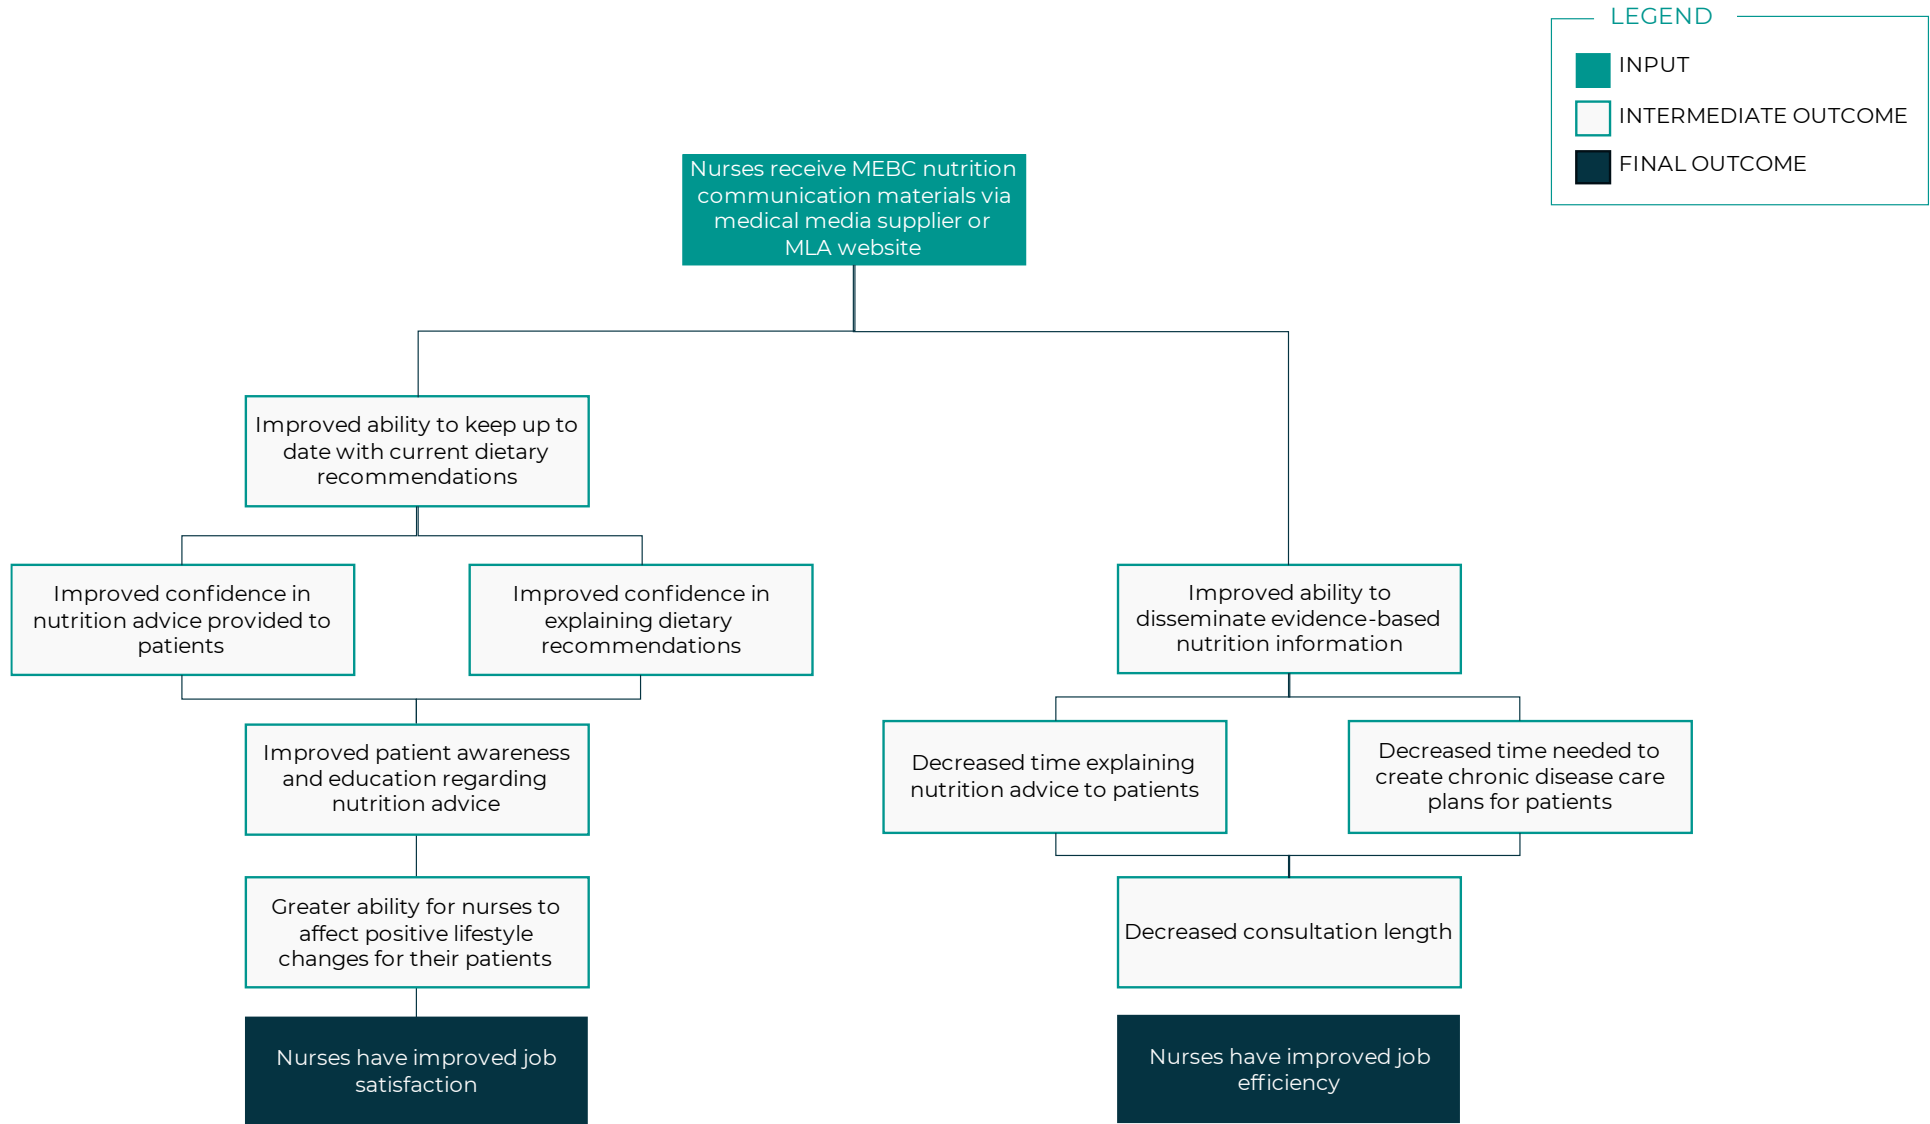 LEGEND
INPUT
INTERMEDIATE OUTCOME
FINAL OUTCOME
Nurses receive MEBC nutrition
communication materials via
medical media supplier or
MLA website
Improved ability to keep up to
date with current dietary
recommendations
Improved confidence in
nutrition advice provided to
patients
Improved confidence in
explaining dietary
recommendations
Improved ability to
disseminate evidence-based
nutrition information
Improved patient awareness
and education regarding
nutrition advice
Decreased time explaining
nutrition advice to patients
Decreased time needed to
create chronic disease care
plans for patients
Greater ability for nurses to
affect positive lifestyle
changes for their patients
Decreased consultation length
Nurses have improved job
satisfaction
Nurses have improved job
efficiency